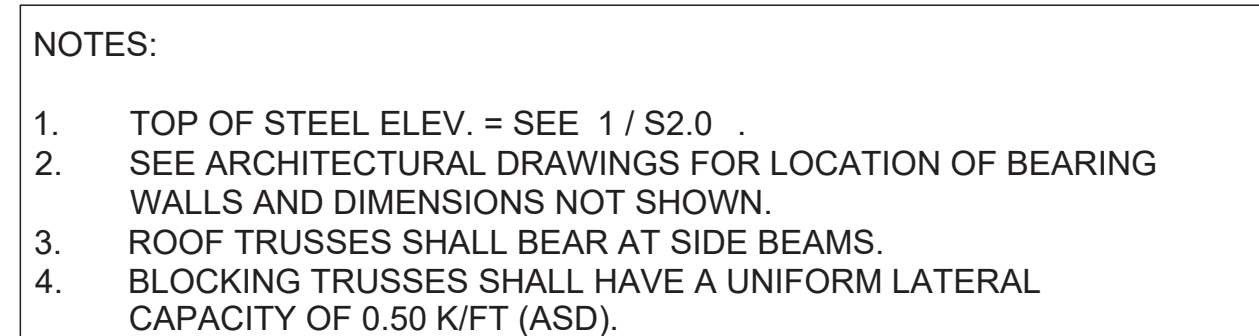 NOTES:
1. TOP OF STEEL ELEV. = SEE 1 / S2.0 .
2. SEE ARCHITECTURAL DRAWINGS FOR LOCATION OF BEARING
WALLS AND DIMENSIONS NOT SHOWN.
3. ROOF TRUSSES SHALL BEAR AT SIDE BEAMS.
4. BLOCKING TRUSSES SHALL HAVE A UNIFORM LATERAL
CAPACITY OF 0.50 K/FT (ASD).